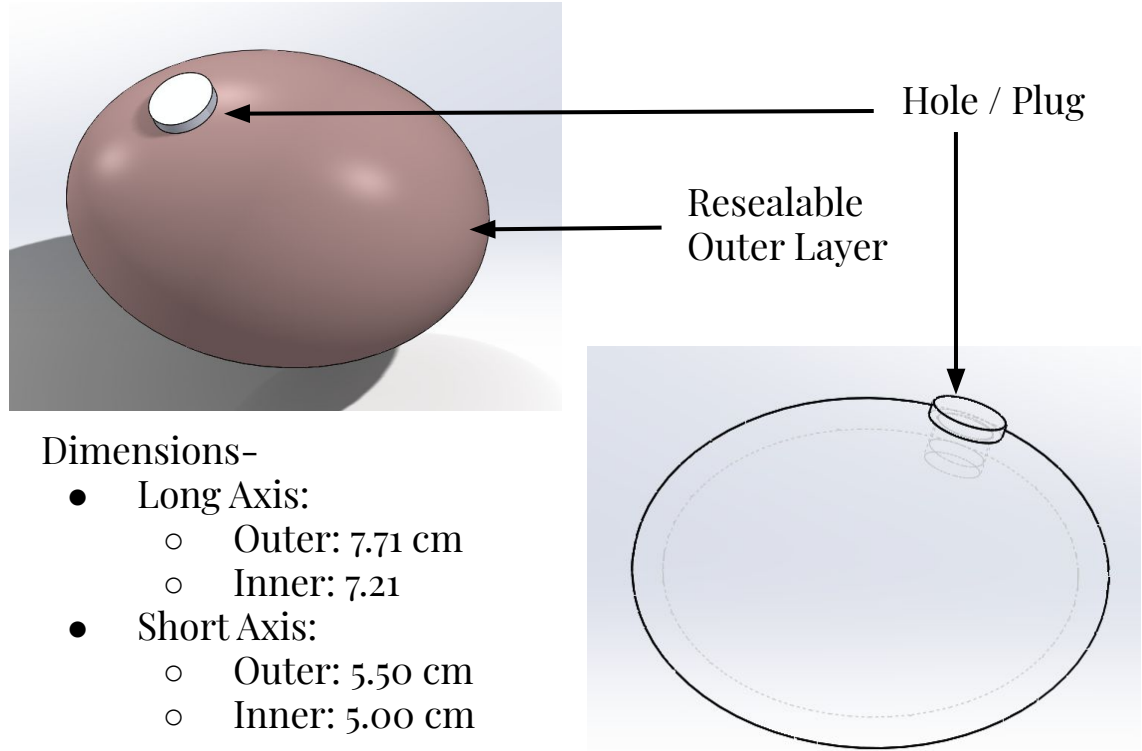 Hole / Plug
Resealable
Outer Layer
Dimensions-
● Long Axis:
○ Outer: 7.71 cm
○ Inner: 7.21
● Short Axis:
○ Outer: 5.50 cm
○ Inner: 5.00 cm